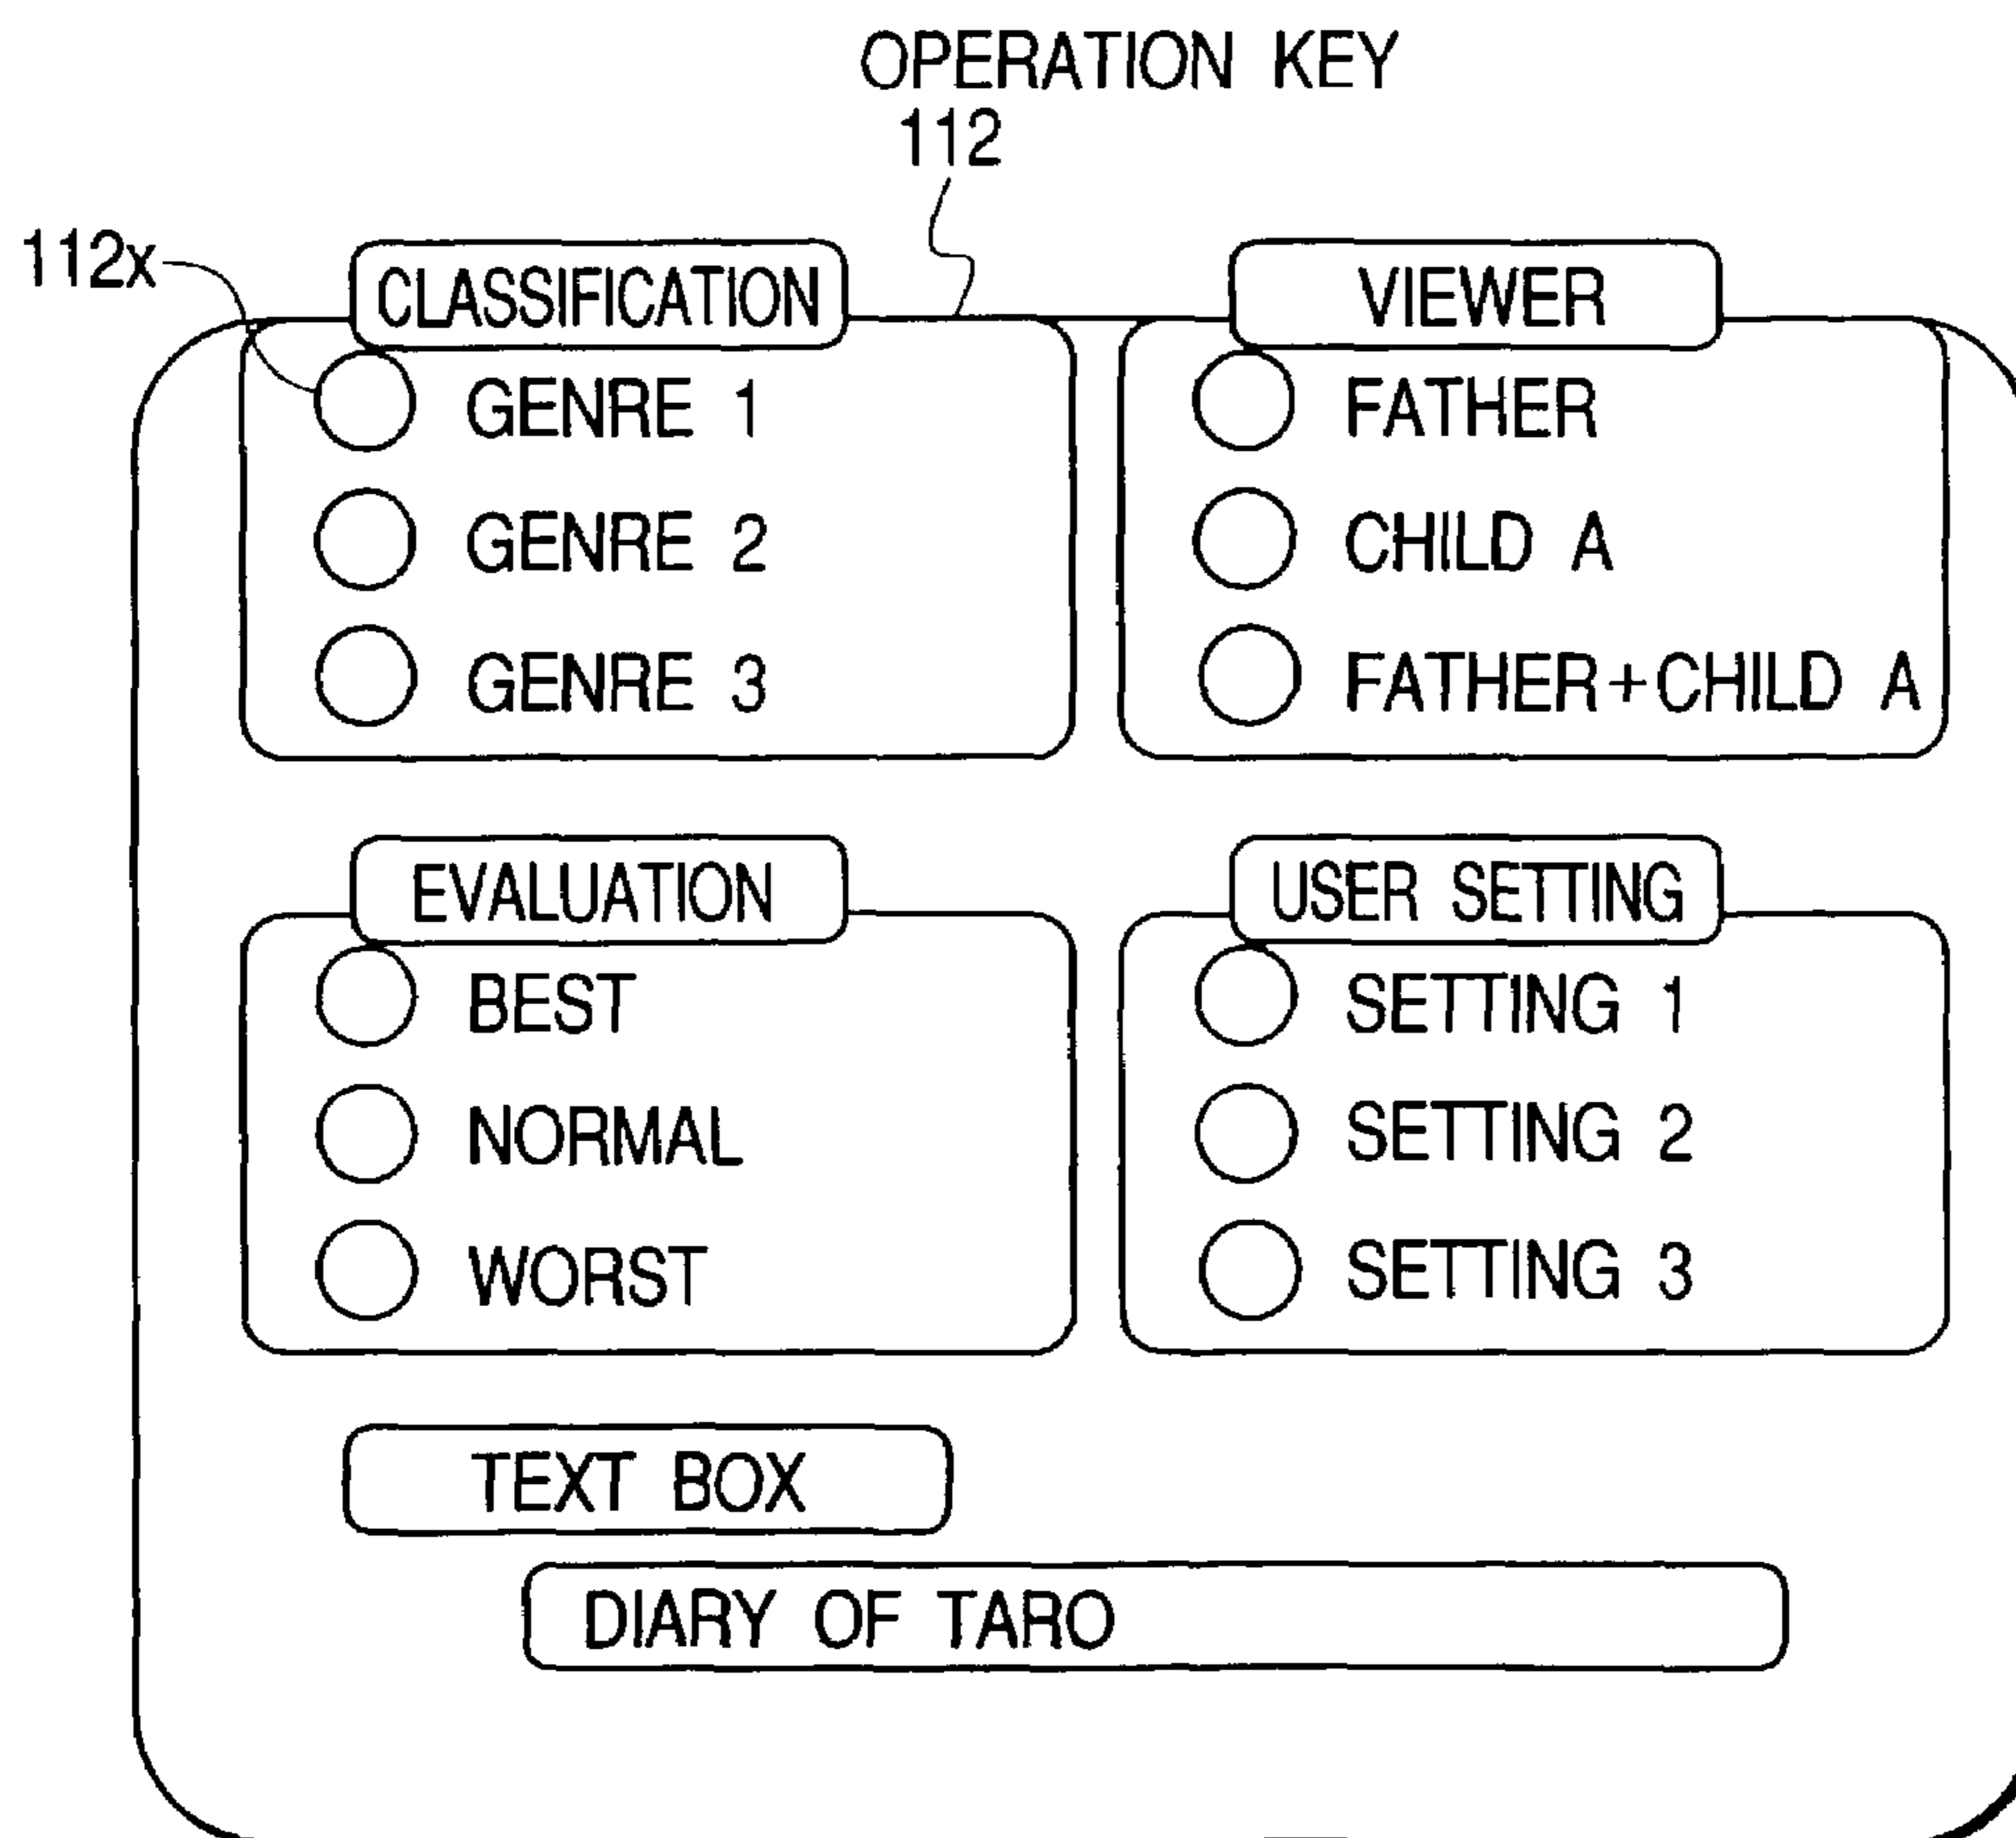 OPERATION KEY
112
112x
CLASSIFICATION
GENRE 1
GENRE 2
GENRE 3
VIEWER
FATHER
CHILD A
FATHER+CHILD A
EVALUATION
BEST
NORMAL
WORST
USER SETTING
SETTING 1
SETTING 2
SETTING 3
TEXT BOX
DIARY OF TARO